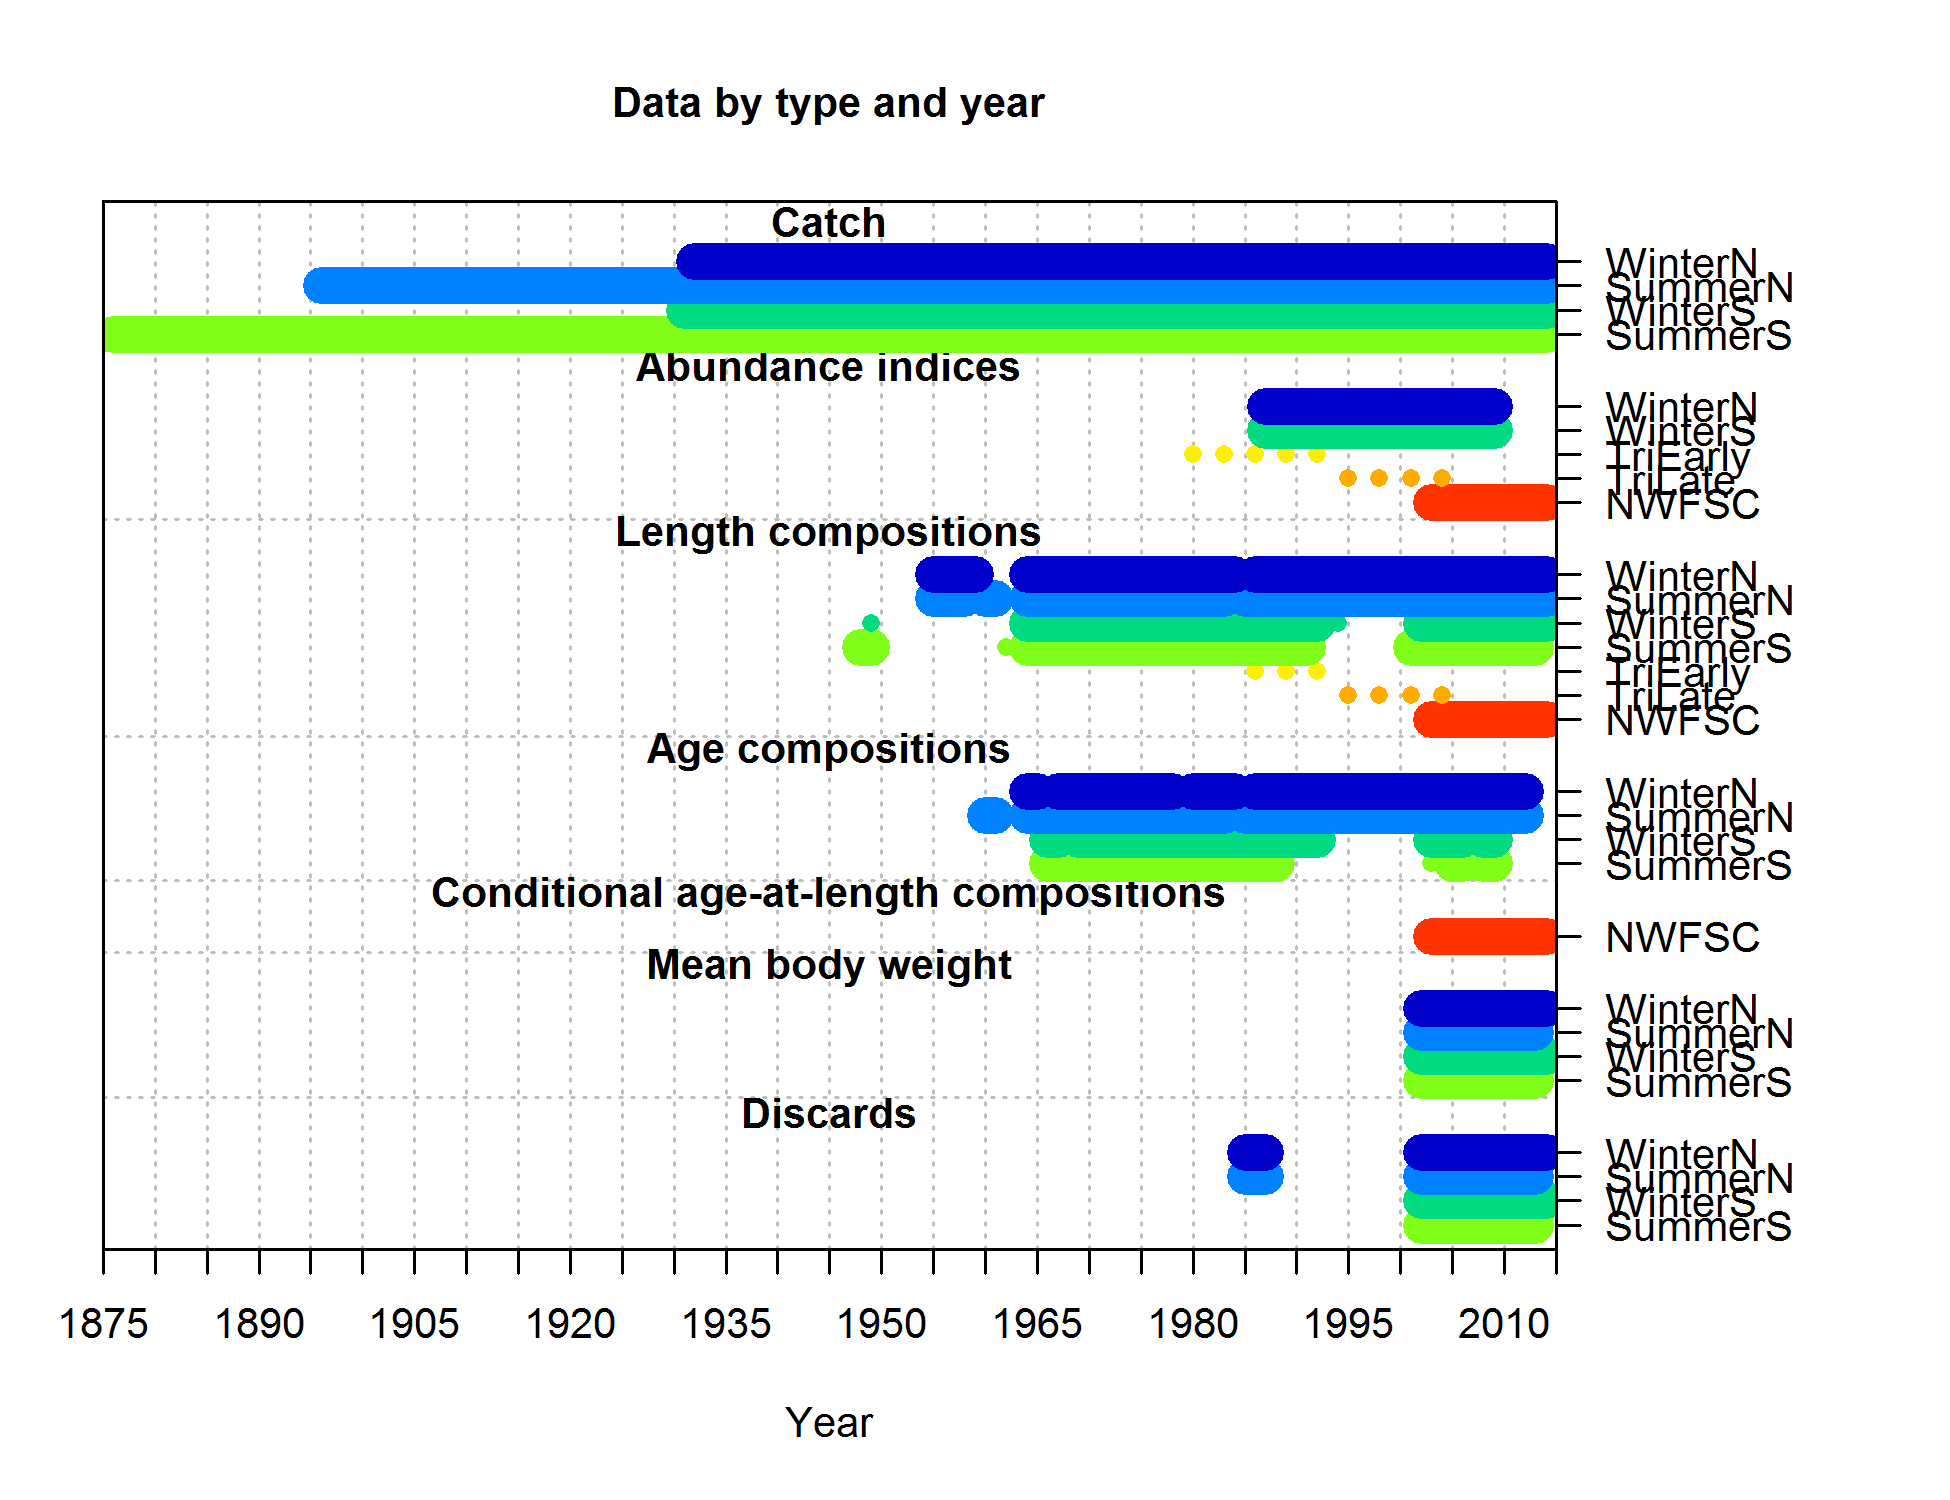 Data by type and year
Catch
WinterN
SummerN
WinterS
SummerS
Abundance indices
WinterN
WinterS
TriEarly
TriLate
NWFSC
Length compositions
WinterN
SummerN
WinterS
SummerS
TriEarly
TriLate
NWFSC
Age compositions
WinterN
SummerN
WinterS
SummerS
Conditional age-at-length compositions
NWFSC
Mean body weight
WinterN
SummerN
WinterS
SummerS
Discards
WinterN
SummerN
WinterS
SummerS
1875 1890 1905 1920 1935 1950 1965 1980 1995 2010
Year